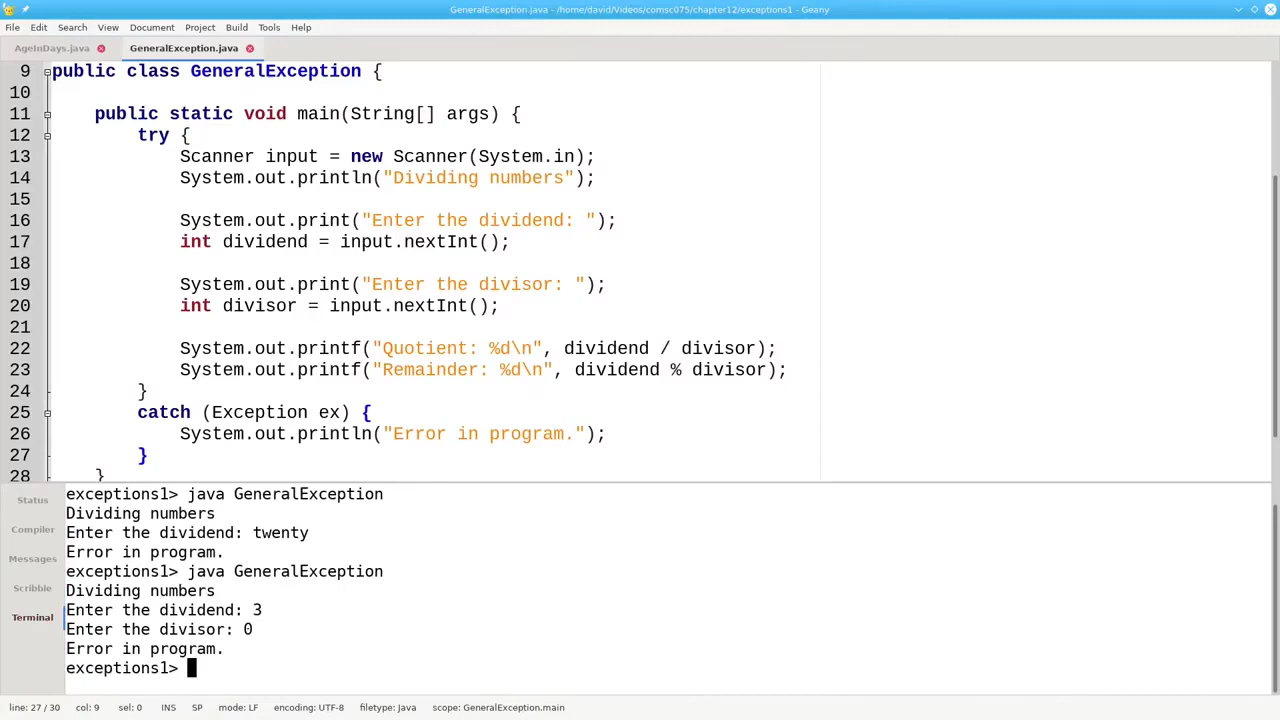 GeneralException.java - /home/david/Videos/comsc075/chapter12/exceptions1 - Geany
File Edit Search View Document Project Build Tools Help
AgeInDays.java GeneralException.java
9 public class GeneralException {
10
11     public static void main(String[] args) {
12         try {
13             Scanner input = new Scanner(System.in);
14             System.out.println("Dividing numbers");
15
16             System.out.print("Enter the dividend: ");
17             int dividend = input.nextInt();
18
19             System.out.print("Enter the divisor: ");
20             int divisor = input.nextInt();
21
22             System.out.printf("Quotient: %d\n", dividend / divisor);
23             System.out.printf("Remainder: %d\n", dividend % divisor);
24         }
25         catch (Exception ex) {
26             System.out.println("Error in program.");
27         }
28     }
Status
Compiler
Messages
Scribble
Terminal
exceptions1> java GeneralException
Dividing numbers
Enter the dividend: twenty
Error in program.
exceptions1> java GeneralException
Dividing numbers
Enter the dividend: 3
Enter the divisor: 0
Error in program.
exceptions1>
line: 27 / 30 col: 9 sel: 0 INS SP mode: LF encoding: UTF-8 filetype: Java scope: GeneralException.main